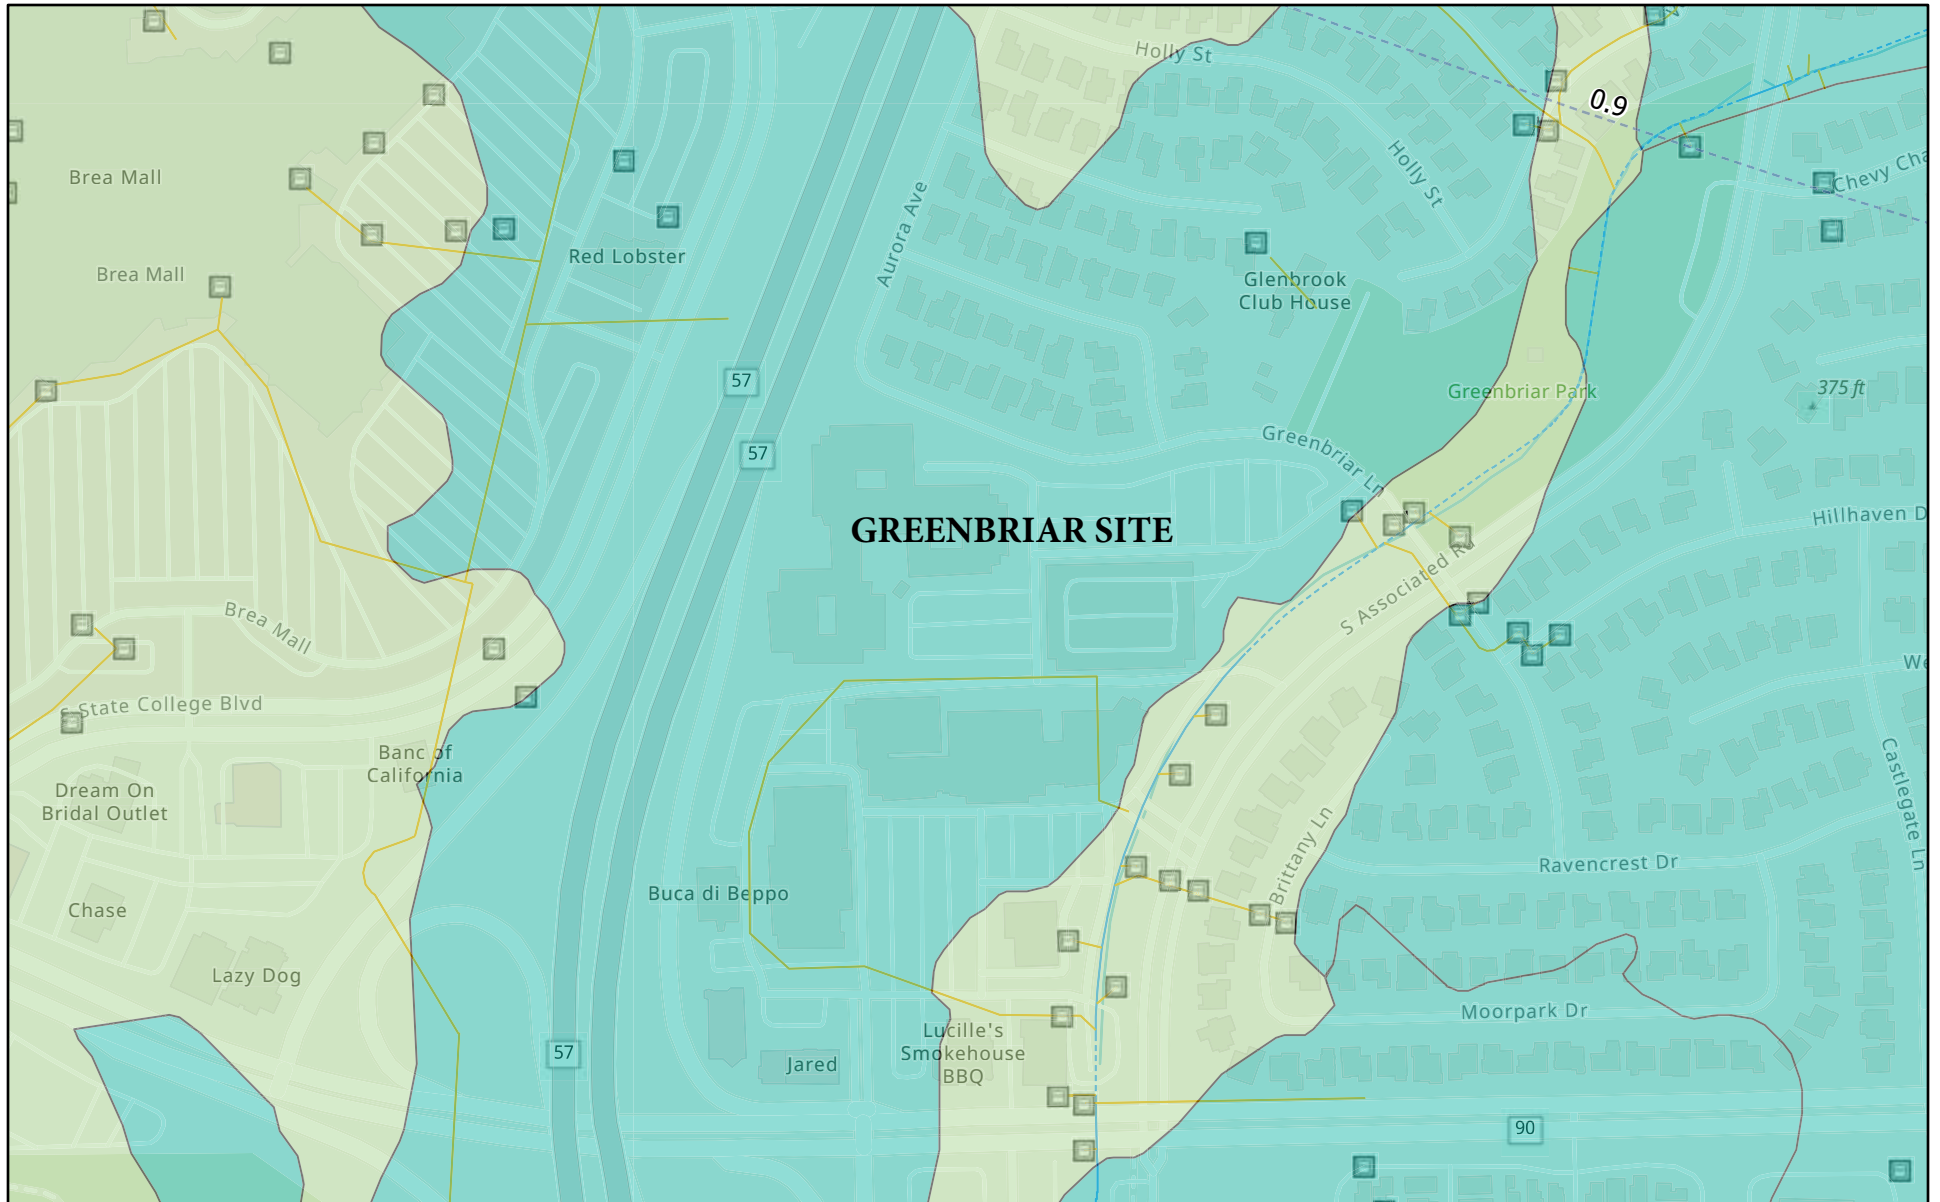 Holly St
0.9
Holly St
Chevy Cha
Brea Mall
Aurora Ave
Red Lobster
Brea Mall
Glenbrook
Club House
57
Greenbriar Park
375 ft
57
Greenbriar Ln
GREENBRIAR SITE
Hillhaven D
S Associated Rd
Brea Mall
We
S State College Blvd
Banc of
California
Castlegate Ln
Dream On
Bridal Outlet
Brittany Ln
Ravencrest Dr
Buca di Beppo
Chase
Lazy Dog
Moorpark Dr
Lucille's
Smokehouse
BBQ
57
Jared
90